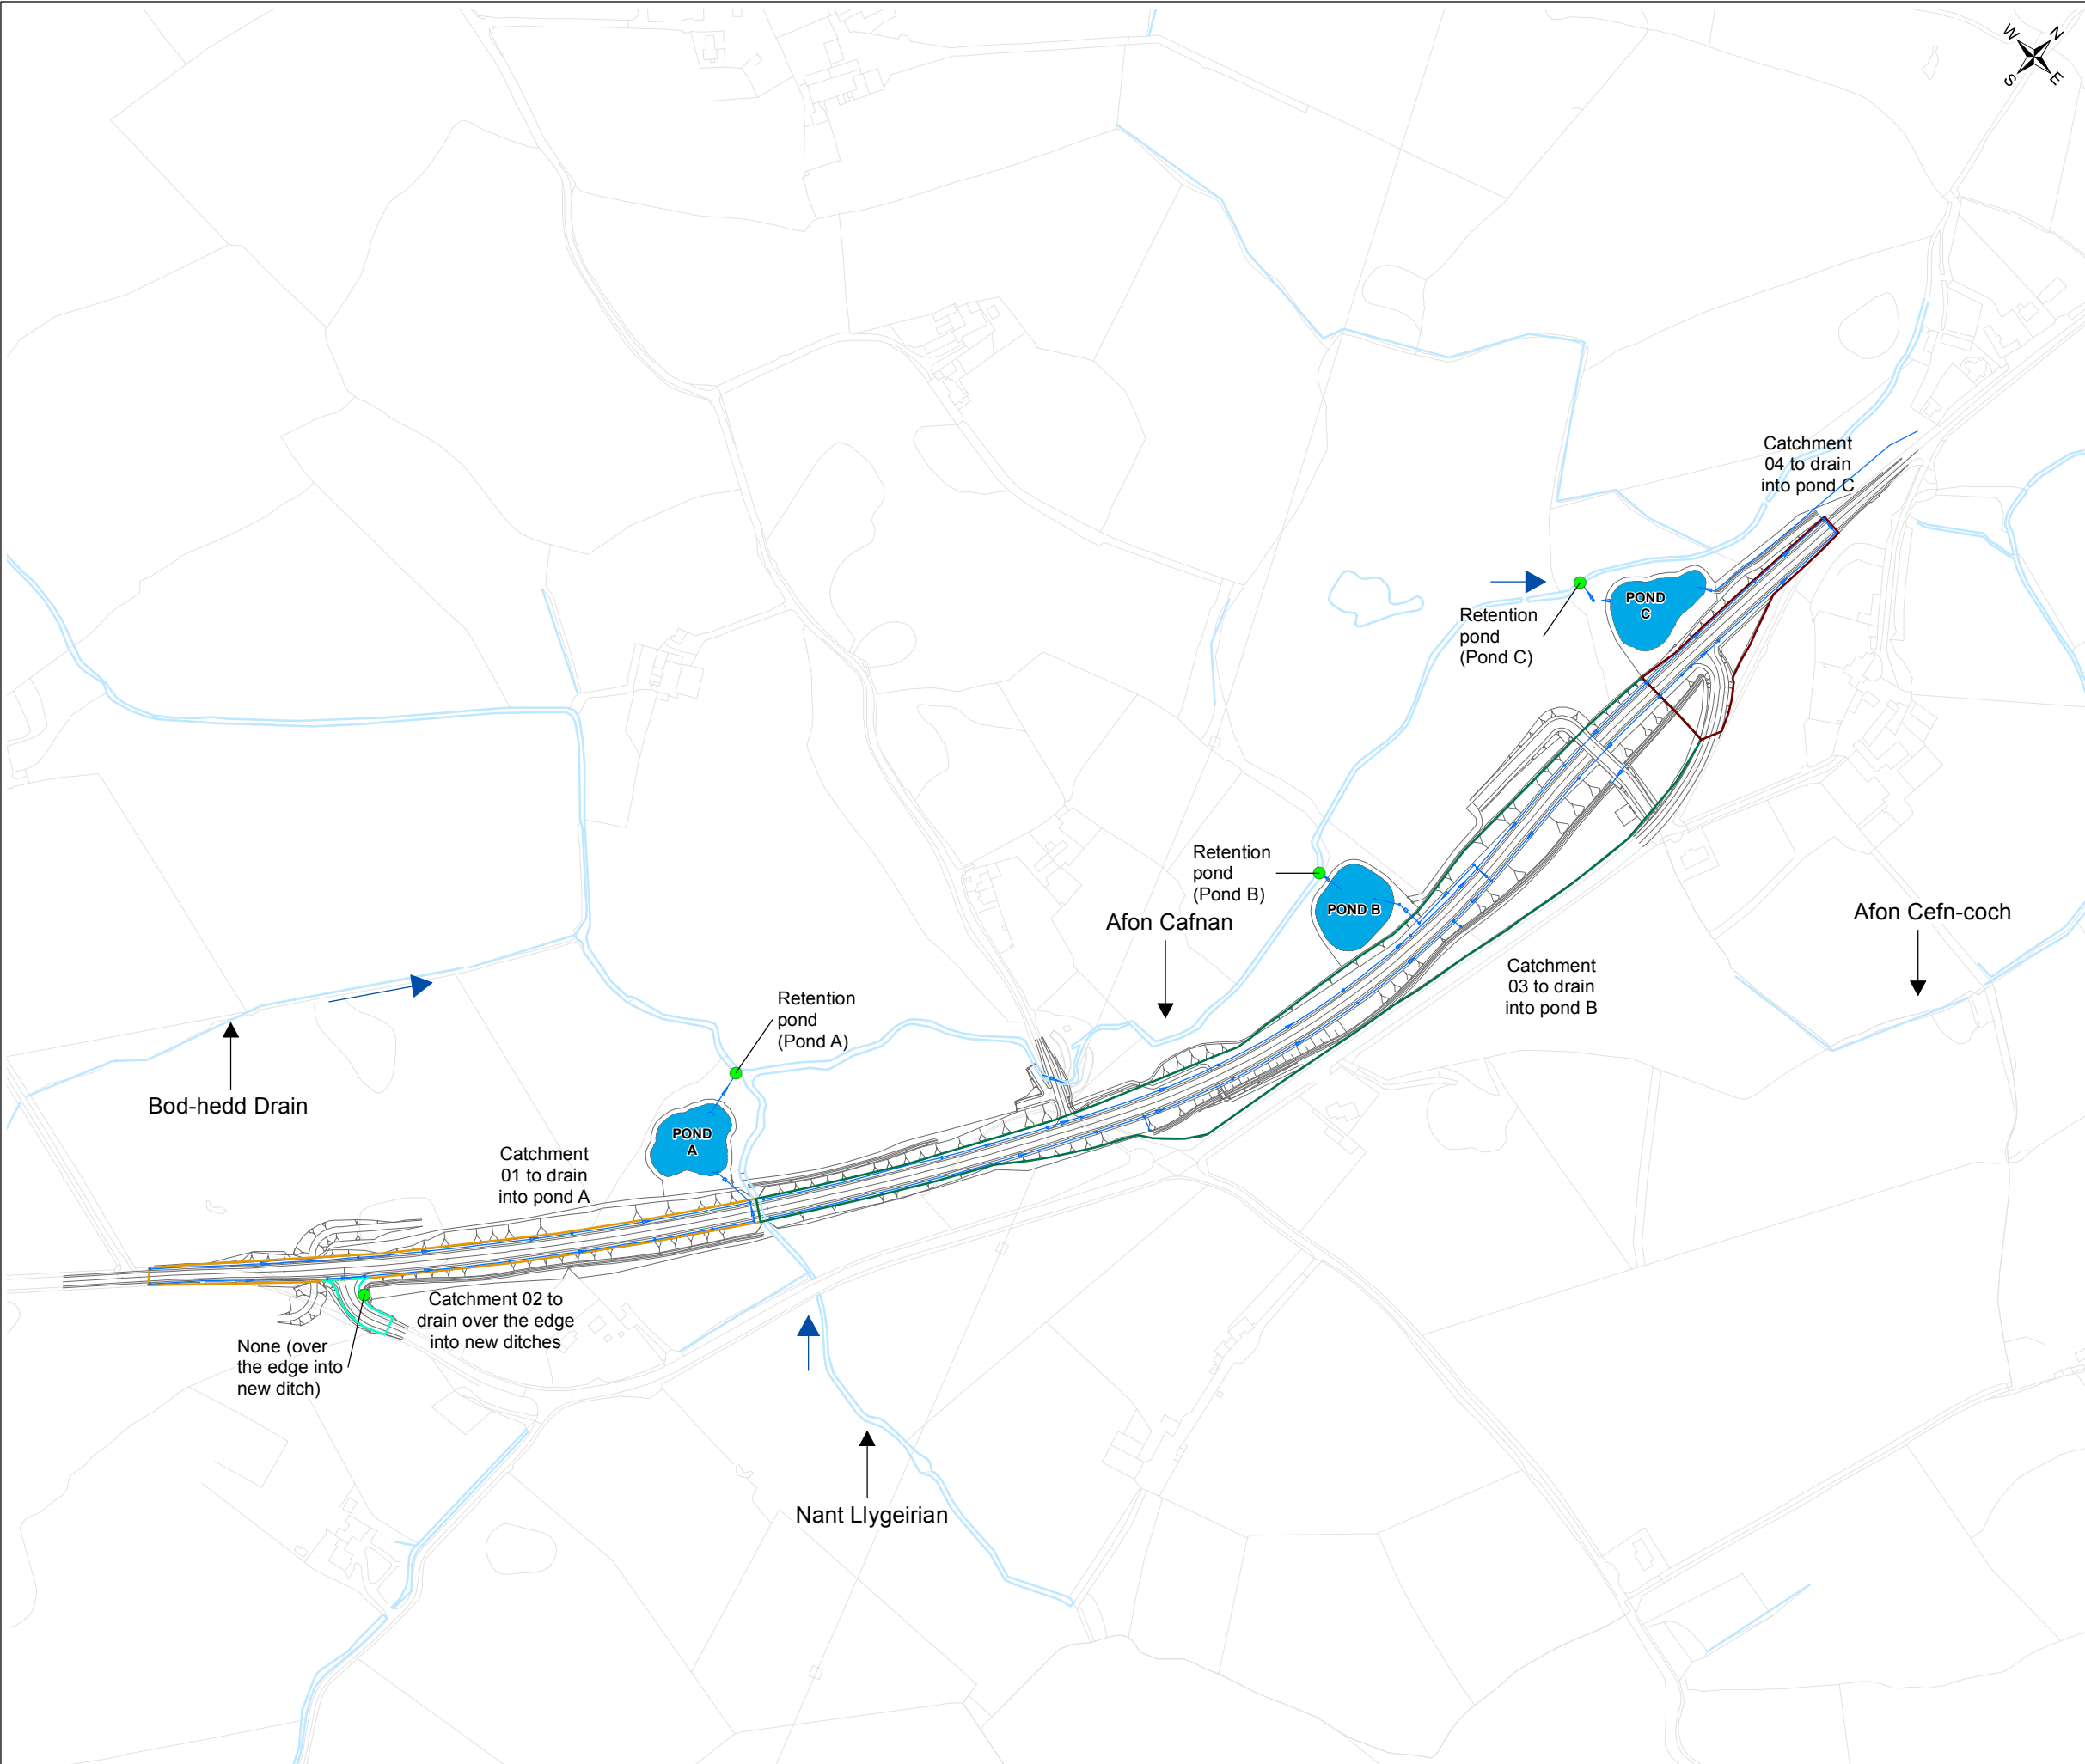 W
N
S
E
Catchment
04 to drain
into pond C
POND
C
Retention
pond
(Pond C)
Retention
pond
(Pond B)
POND B
Afon Cafnan
Afon Cefn-coch
Catchment
03 to drain
into pond B
Retention
pond
(Pond A)
Bod-hedd Drain
POND
A
Catchment
01 to drain
into pond A
Catchment 02 to
drain over the edge
into new ditches
None (over
the edge into
new ditch)
Nant Llygeirian